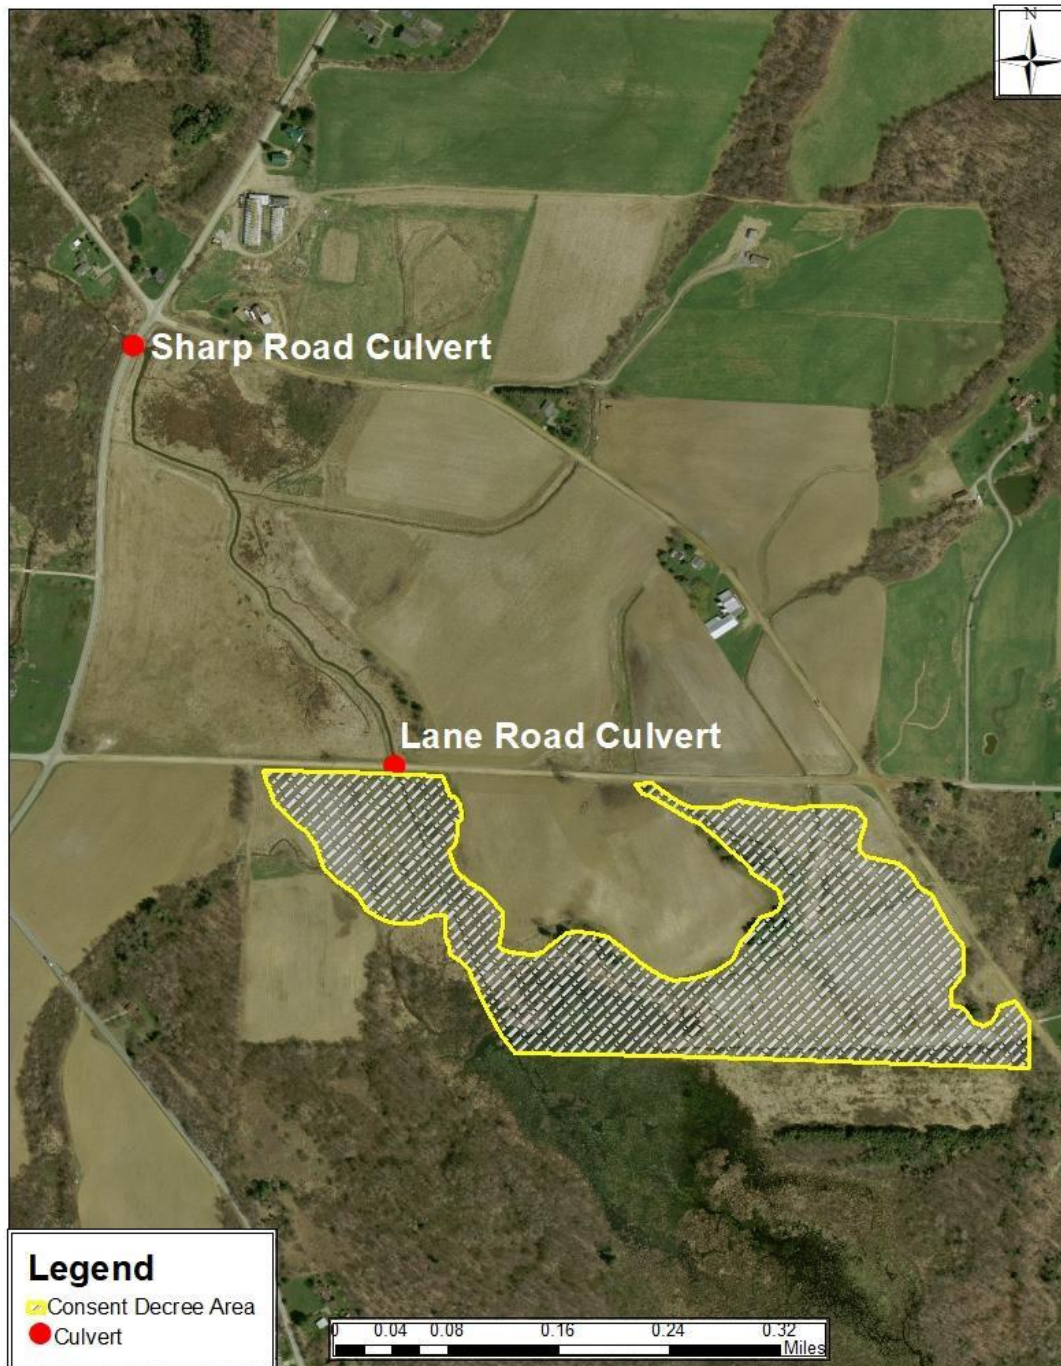 N
Sharp Road Culvert
Lane Road Culvert
Legend
Consent Decree Area
Culvert
0 0.04 0.08 0.16 0.24 0.32
Miles